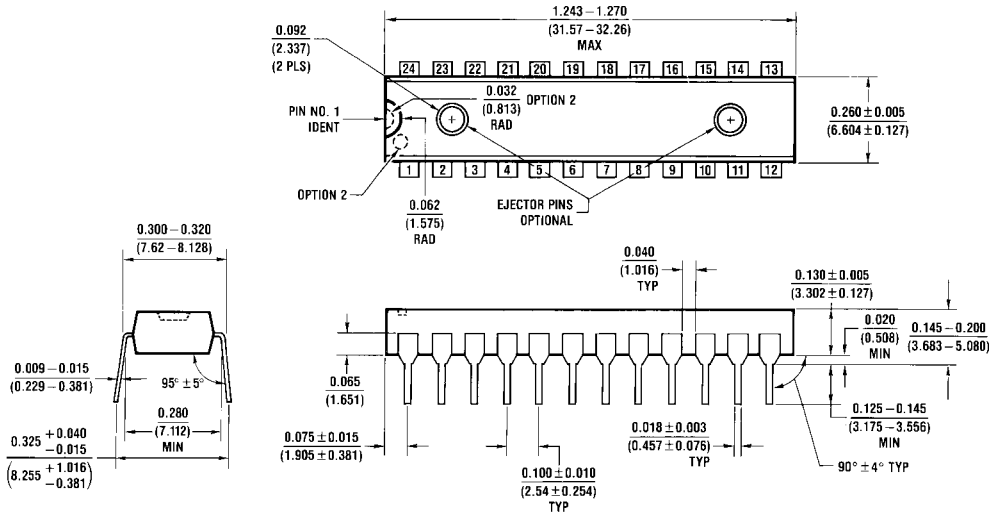 1.243 – 1.270
(31.57 – 32.26)
MAX
0.092
(2.337)
(2 PLS)
24 23 22 21 20 19 18 17 16 15 14 13
0.032
(0.813)
RAD
OPTION 2
PIN NO. 1
IDENT
0.260 ± 0.005
(6.604 ± 0.127)
OPTION 2
1 2 3 4 5 6 7 8 9 10 11 12
0.062
(1.575)
RAD
EJECTOR PINS
OPTIONAL
0.300 – 0.320
(7.62 – 8.128)
0.040
(1.016)
TYP
0.130 ± 0.005
(3.302 ± 0.127)
0.020
(0.508)
MIN
0.145 – 0.200
(3.683 – 5.080)
0.009 – 0.015
(0.229 – 0.381)
95° ± 5°
0.065
(1.651)
0.280
(7.112)
MIN
0.325 +0.040
–0.015
(8.255 +1.016
–0.381)
0.075 ± 0.015
(1.905 ± 0.381)
0.018 ± 0.003
(0.457 ± 0.076)
TYP
0.125 – 0.145
(3.175 – 3.556)
MIN
0.100 ± 0.010
(2.54 ± 0.254)
TYP
90° ± 4° TYP